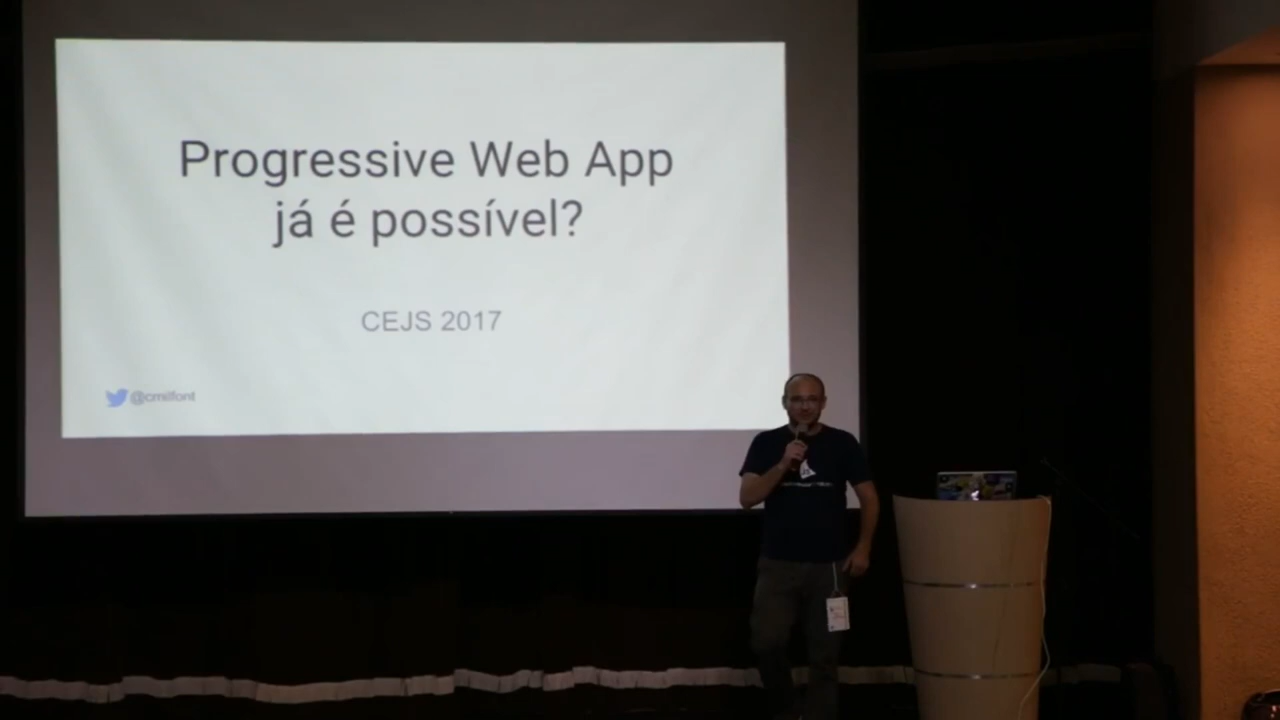 Progressive Web App
já é possível?
CEJS 2017
@cmilfont